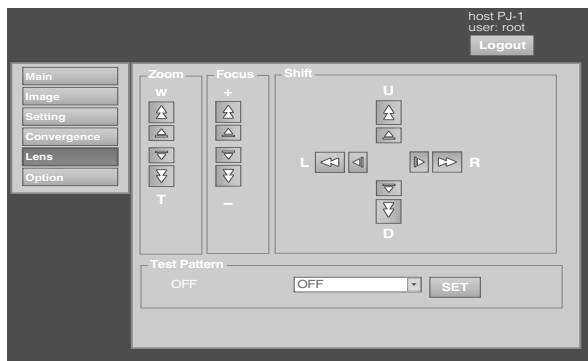 host PJ-1
user: root
Logout
Main
Image
Setting
Convergence
Lens
Option
Zoom
W
T
Focus
+
–
Shift
U
L
R
D
Test Pattern
OFF
OFF
SET